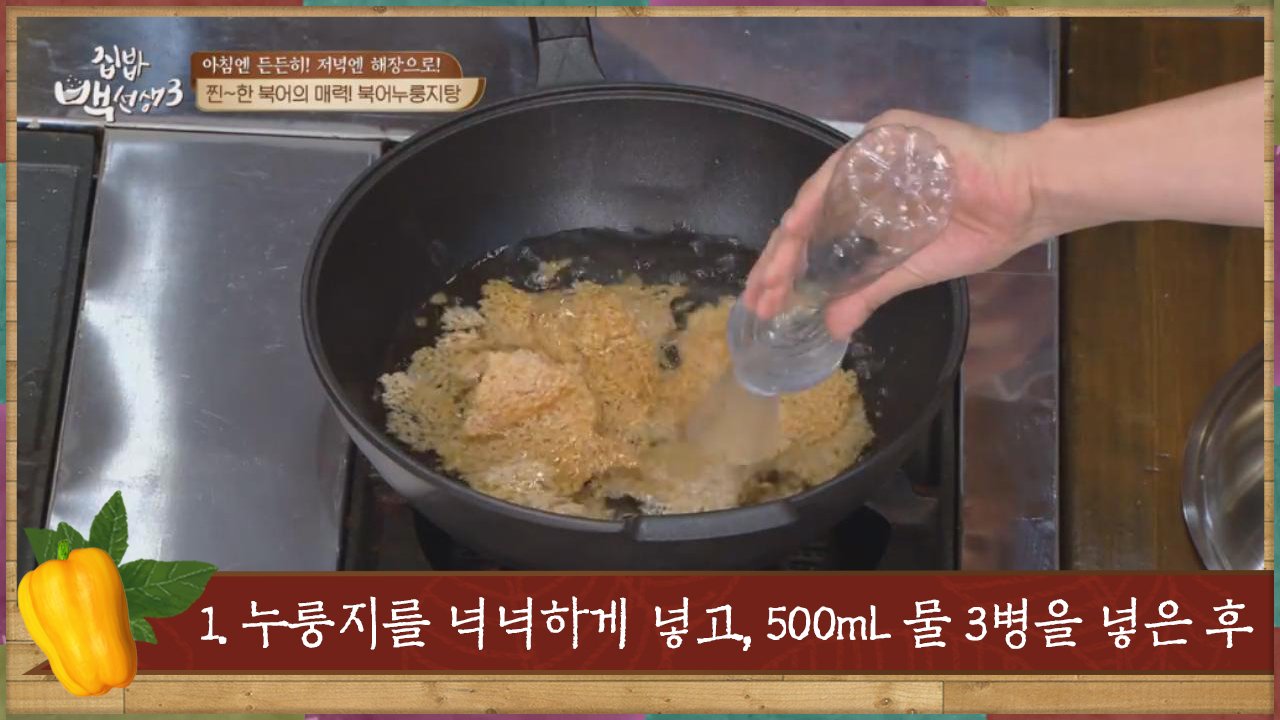 집밥
백선생3
아침엔 든든히! 저녁엔 해장으로!
찐~한 북어의 매력! 북어누룽지탕
1. 누룽지를 넉넉하게 넣고, 500mL 물 3병을 넣은 후